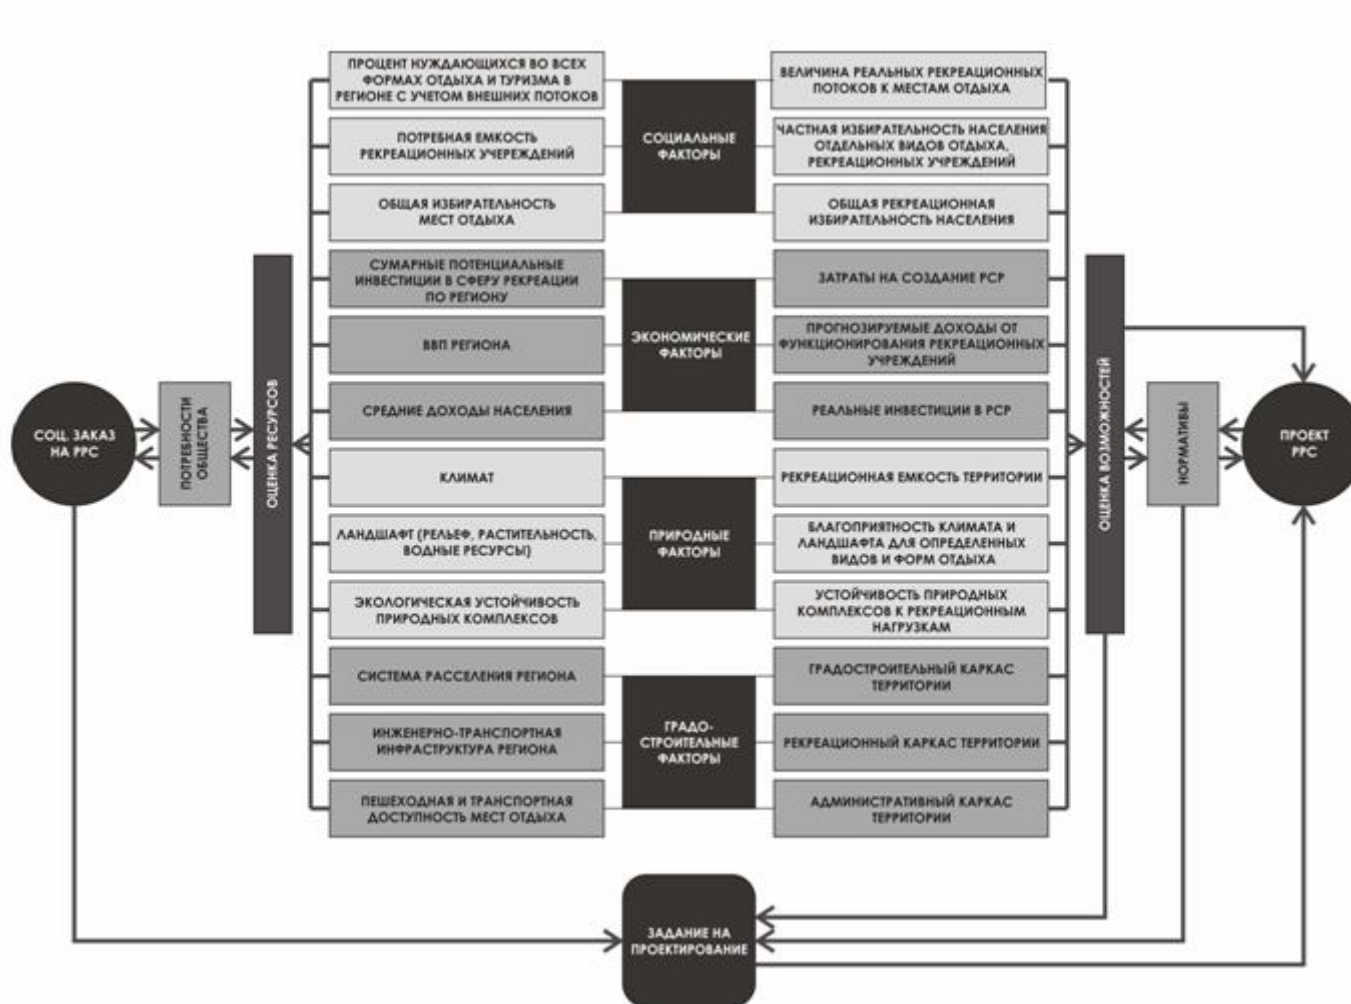 ПРОЦЕНТ НУЖДАЮЩИХСЯ ВО ВСЕХ
ФОРМАХ ОТДЫХА И ТУРИЗМА В
РЕГИОНЕ С УЧЕТОМ ВНЕШНИХ ПОТОКОВ
ПОТРЕБНАЯ ЕМКОСТЬ
РЕКРЕАЦИОННЫХ УЧЕРЕЖДЕНИЙ
ОБЩАЯ ИЗБИРАТЕЛЬНОСТЬ
МЕСТ ОТДЫХА
СОЦИАЛЬНЫЕ
ФАКТОРЫ
ВЕЛИЧИНА РЕАЛЬНЫХ РЕКРЕАЦИОННЫХ
ПОТОКОВ К МЕСТАМ ОТДЫХА
ЧАСТНАЯ ИЗБИРАТЕЛЬНОСТЬ НАСЕЛЕНИЯ
ОТДЕЛЬНЫХ ВИДОВ ОТДЫХА,
РЕКРЕАЦИОННЫХ УЧРЕЖДЕНИЙ
ОБЩАЯ РЕКРЕАЦИОННАЯ
ИЗБИРАТЕЛЬНОСТЬ НАСЕЛЕНИЯ
СУМАРНЫЕ ПОТЕНЦИАЛЬНЫЕ
ИНВЕСТИЦИИ В СФЕРУ РЕКРЕАЦИИ
ПО РЕГИОНУ
ВВП РЕГИОНА
СРЕДНИЕ ДОХОДЫ НАСЕЛЕНИЯ
ЭКОНОМИЧЕСКИЕ
ФАКТОРЫ
ЗАТРАТЫ НА СОЗДАНИЕ РСР
ПРОГНОЗИРУЕМЫЕ ДОХОДЫ ОТ
ФУНКЦИОНИРОВАНИЯ РЕКРЕАЦИОННЫХ
УЧРЕЖДЕНИЙ
РЕАЛЬНЫЕ ИНВЕСТИЦИИ В РСР
СОЦ. ЗАКАЗ
НА РРС
ПОТРЕБНОСТИ
ОБЩЕСТВА
ОЦЕНКА РЕСУРСОВ
ОЦЕНКА ВОЗМОЖНОСТЕЙ
НОРМАТИВЫ
ПРОЕКТ
РРС
КЛИМАТ
ЛАНДШАФТ (РЕЛЬЕФ, РАСТИТЕЛЬНОСТЬ,
ВОДНЫЕ РЕСУРСЫ)
ЭКОЛОГИЧЕСКАЯ УСТОЙЧИВОСТЬ
ПРИРОДНЫХ КОМПЛЕКСОВ
ПРИРОДНЫЕ
ФАКТОРЫ
РЕКРЕАЦИОННАЯ ЕМКОСТЬ ТЕРРИТОРИИ
БЛАГОПРИЯТНОСТЬ КЛИМАТА И
ЛАНДШАФТА ДЛЯ ОПРЕДЕЛЕННЫХ
ВИДОВ И ФОРМ ОТДЫХА
УСТОЙЧИВОСТЬ ПРИРОДНЫХ
КОМПЛЕКСОВ К РЕКРЕАЦИОННЫМ
НАГРУЗКАМ
СИСТЕМА РАССЕЛЕНИЯ РЕГИОНА
ИНЖЕНЕРНО-ТРАНСПОРТНАЯ
ИНФРАСТРУКТУРА РЕГИОНА
ПЕШЕХОДНАЯ И ТРАНСПОРТНАЯ
ДОСТУПНОСТЬ МЕСТ ОТДЫХА
ГРАДО-
СТРОИТЕЛЬНЫЕ
ФАКТОРЫ
ГРАДОСТРОИТЕЛЬНЫЙ КАРКАС
ТЕРРИТОРИИ
РЕКРЕАЦИОННЫЙ КАРКАС ТЕРРИТОРИИ
АДМИНИСТРАТИВНЫЙ КАРКАС
ТЕРРИТОРИИ
ЗАДАНИЕ НА
ПРОЕКТИРОВАНИЕ